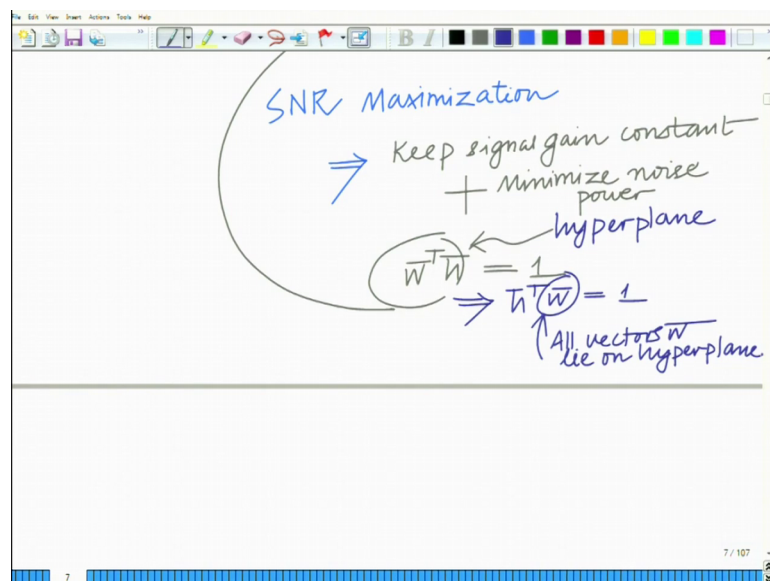 File Edit View Insert Actions Tools Help
SNR Maximization
⇒ Keep signal gain constant
+ Minimize noise
power
hyperplane
w̄ᵀh̄ = 1
⇒ h̄ᵀw̄ = 1
All vectors w̄
lie on hyperplane.
7 / 107
7